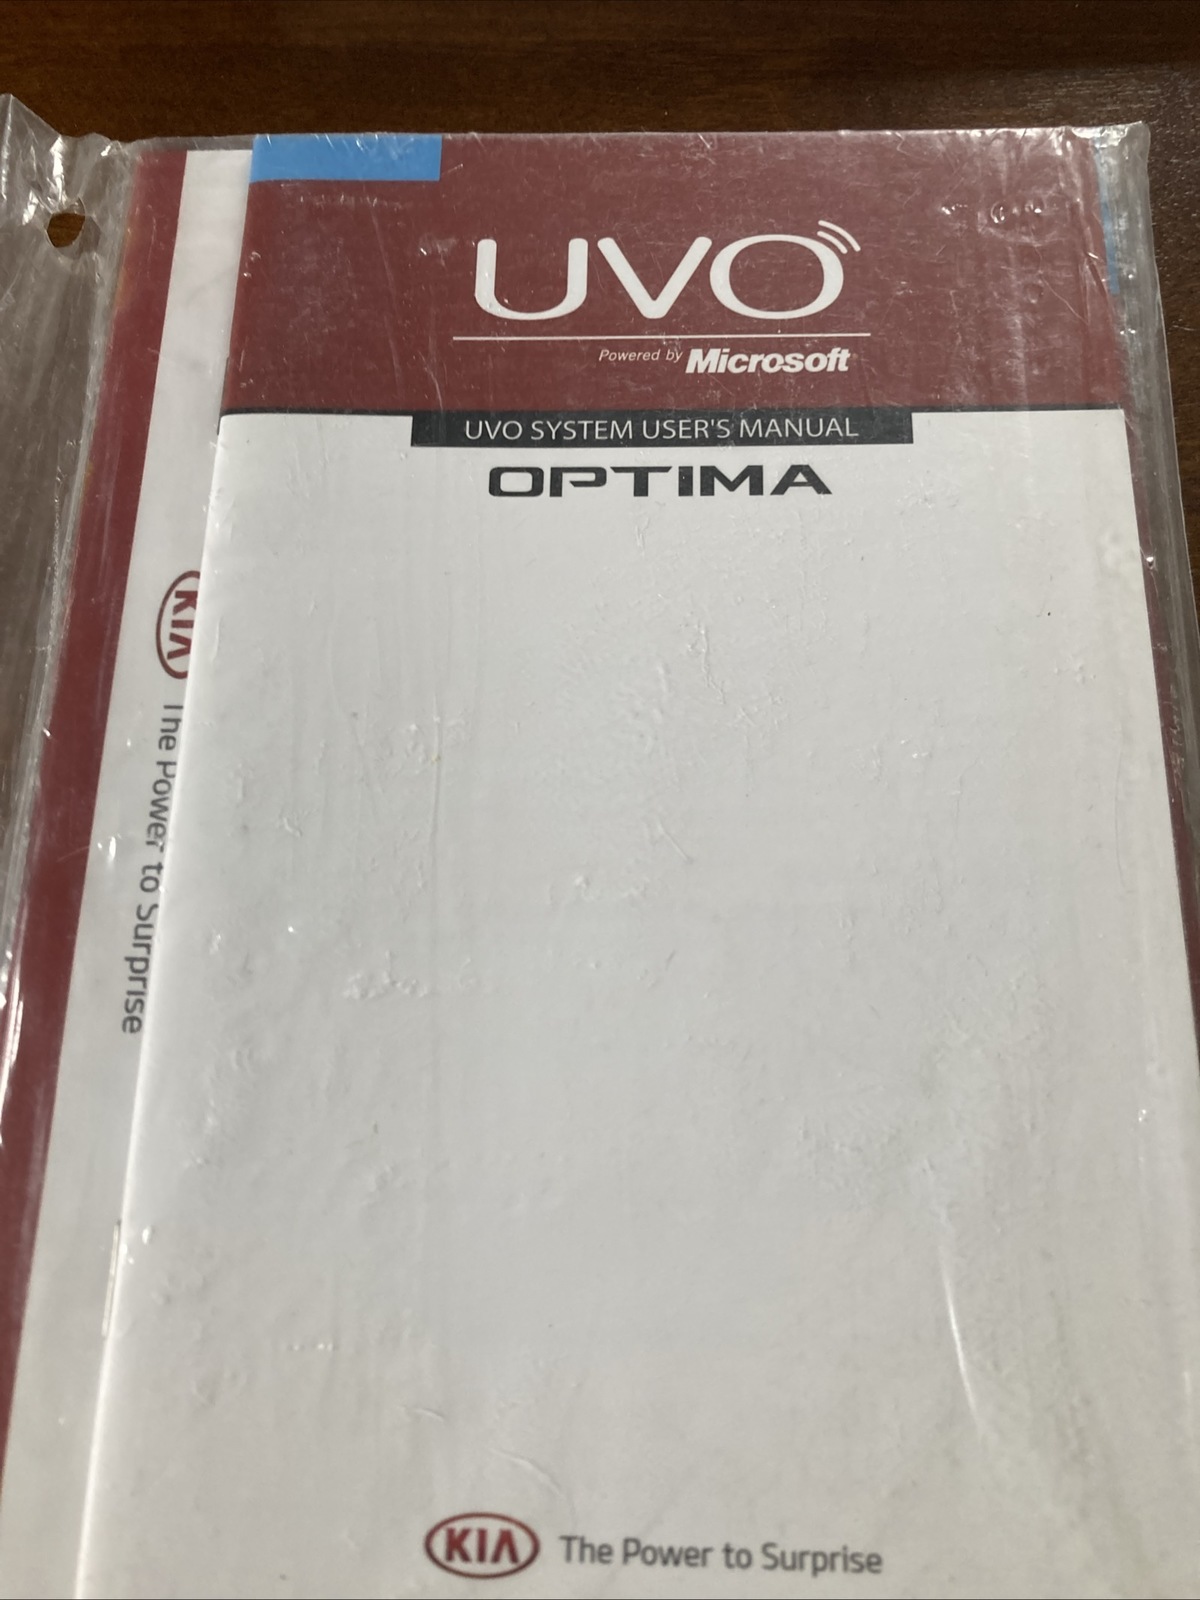 UVO
Powered by Microsoft
UVO SYSTEM USER'S MANUAL
OPTIMA
KIA
The Power to Surprise
KIA The Power to Surprise